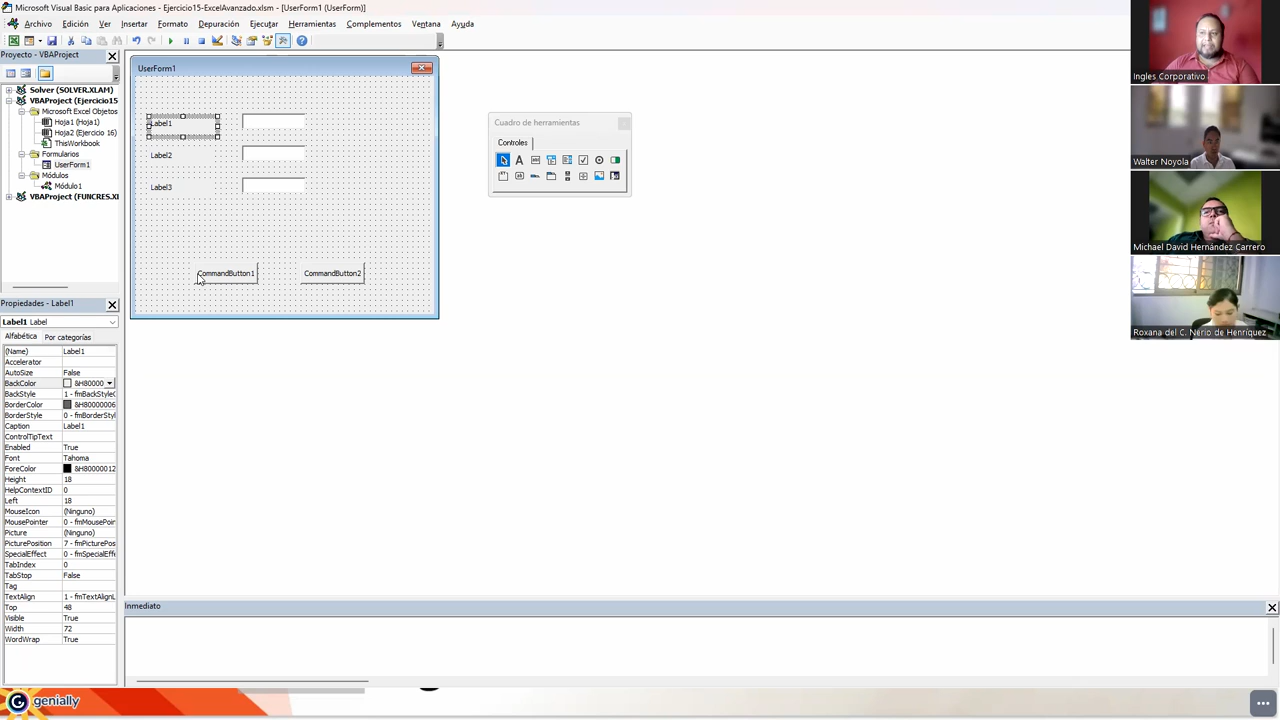 Microsoft Visual Basic para Aplicaciones - Ejercicio15-ExcelAvanzado.xlsm - [UserForm1 (UserForm)]
Archivo Edición Ver Insertar Formato Depuración Ejecutar Herramientas Complementos Ventana Ayuda
Proyecto - VBAProject
Solver (SOLVER.XLAM)
VBAProject (Ejercicio15
Microsoft Excel Objetos
Hoja1 (Hoja1)
Hoja2 (Ejercicio 16)
ThisWorkbook
Formularios
UserForm1
Módulos
Módulo1
VBAProject (FUNCRES.XL
Propiedades - Label1
Label1 Label
Alfabética Por categorías
(Name) Label1
Accelerator
AutoSize False
BackColor &H80000
BackStyle 1 - fmBackStyleO
BorderColor &H80000006
BorderStyle 0 - fmBorderStyl
Caption Label1
ControlTipText
Enabled True
Font Tahoma
ForeColor &H80000012
Height 18
HelpContextID 0
Left 18
MouseIcon (Ninguno)
MousePointer 0 - fmMousePoin
Picture (Ninguno)
PicturePosition 7 - fmPicturePos
SpecialEffect 0 - fmSpecialEffe
TabIndex 0
TabStop False
Tag
TextAlign 1 - fmTextAlignL
Top 48
Visible True
Width 72
WordWrap True
UserForm1
Label1
Label2
Label3
CommandButton1 CommandButton2
Cuadro de herramientas
Controles
Inmediato
Ingles Corporativo
Walter Noyola
Michael David Hernández Carrero
Roxana del C. Nerio de Henríquez
genially